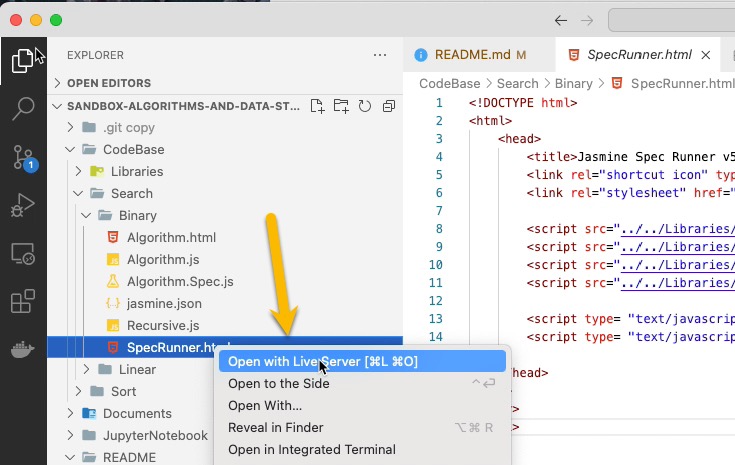 EXPLORER
···
OPEN EDITORS
SANDBOX-ALGORITHMS-AND-DATA-ST...
.git copy
CodeBase
Libraries
Search
Binary
Algorithm.html
Algorithm.js
Algorithm.Spec.js
jasmine.json
Recursive.js
SpecRunner.html
Linear
Sort
Documents
JupyterNotebook
README
1
README.md M
SpecRunner.html
CodeBase > Search > Binary > SpecRunner.html
1 <!DOCTYPE html>
2 <html>
3 <head>
4 <title>Jasmine Spec Runner v5
5 <link rel="shortcut icon" typ
6 <link rel="stylesheet" href="
7
8 <script src="../../Libraries/
9 <script src="../../Libraries/
10 <script src="../../Libraries/
11 <script src="../../Libraries/
12
13 <script type= "text/javascrip
14 <script type= "text/javascrip
head>
>
>
Open with Live Server [⌘L ⌘O]
Open to the Side ^⏎
Open With...
Reveal in Finder ⌥⌘ R
Open in Integrated Terminal